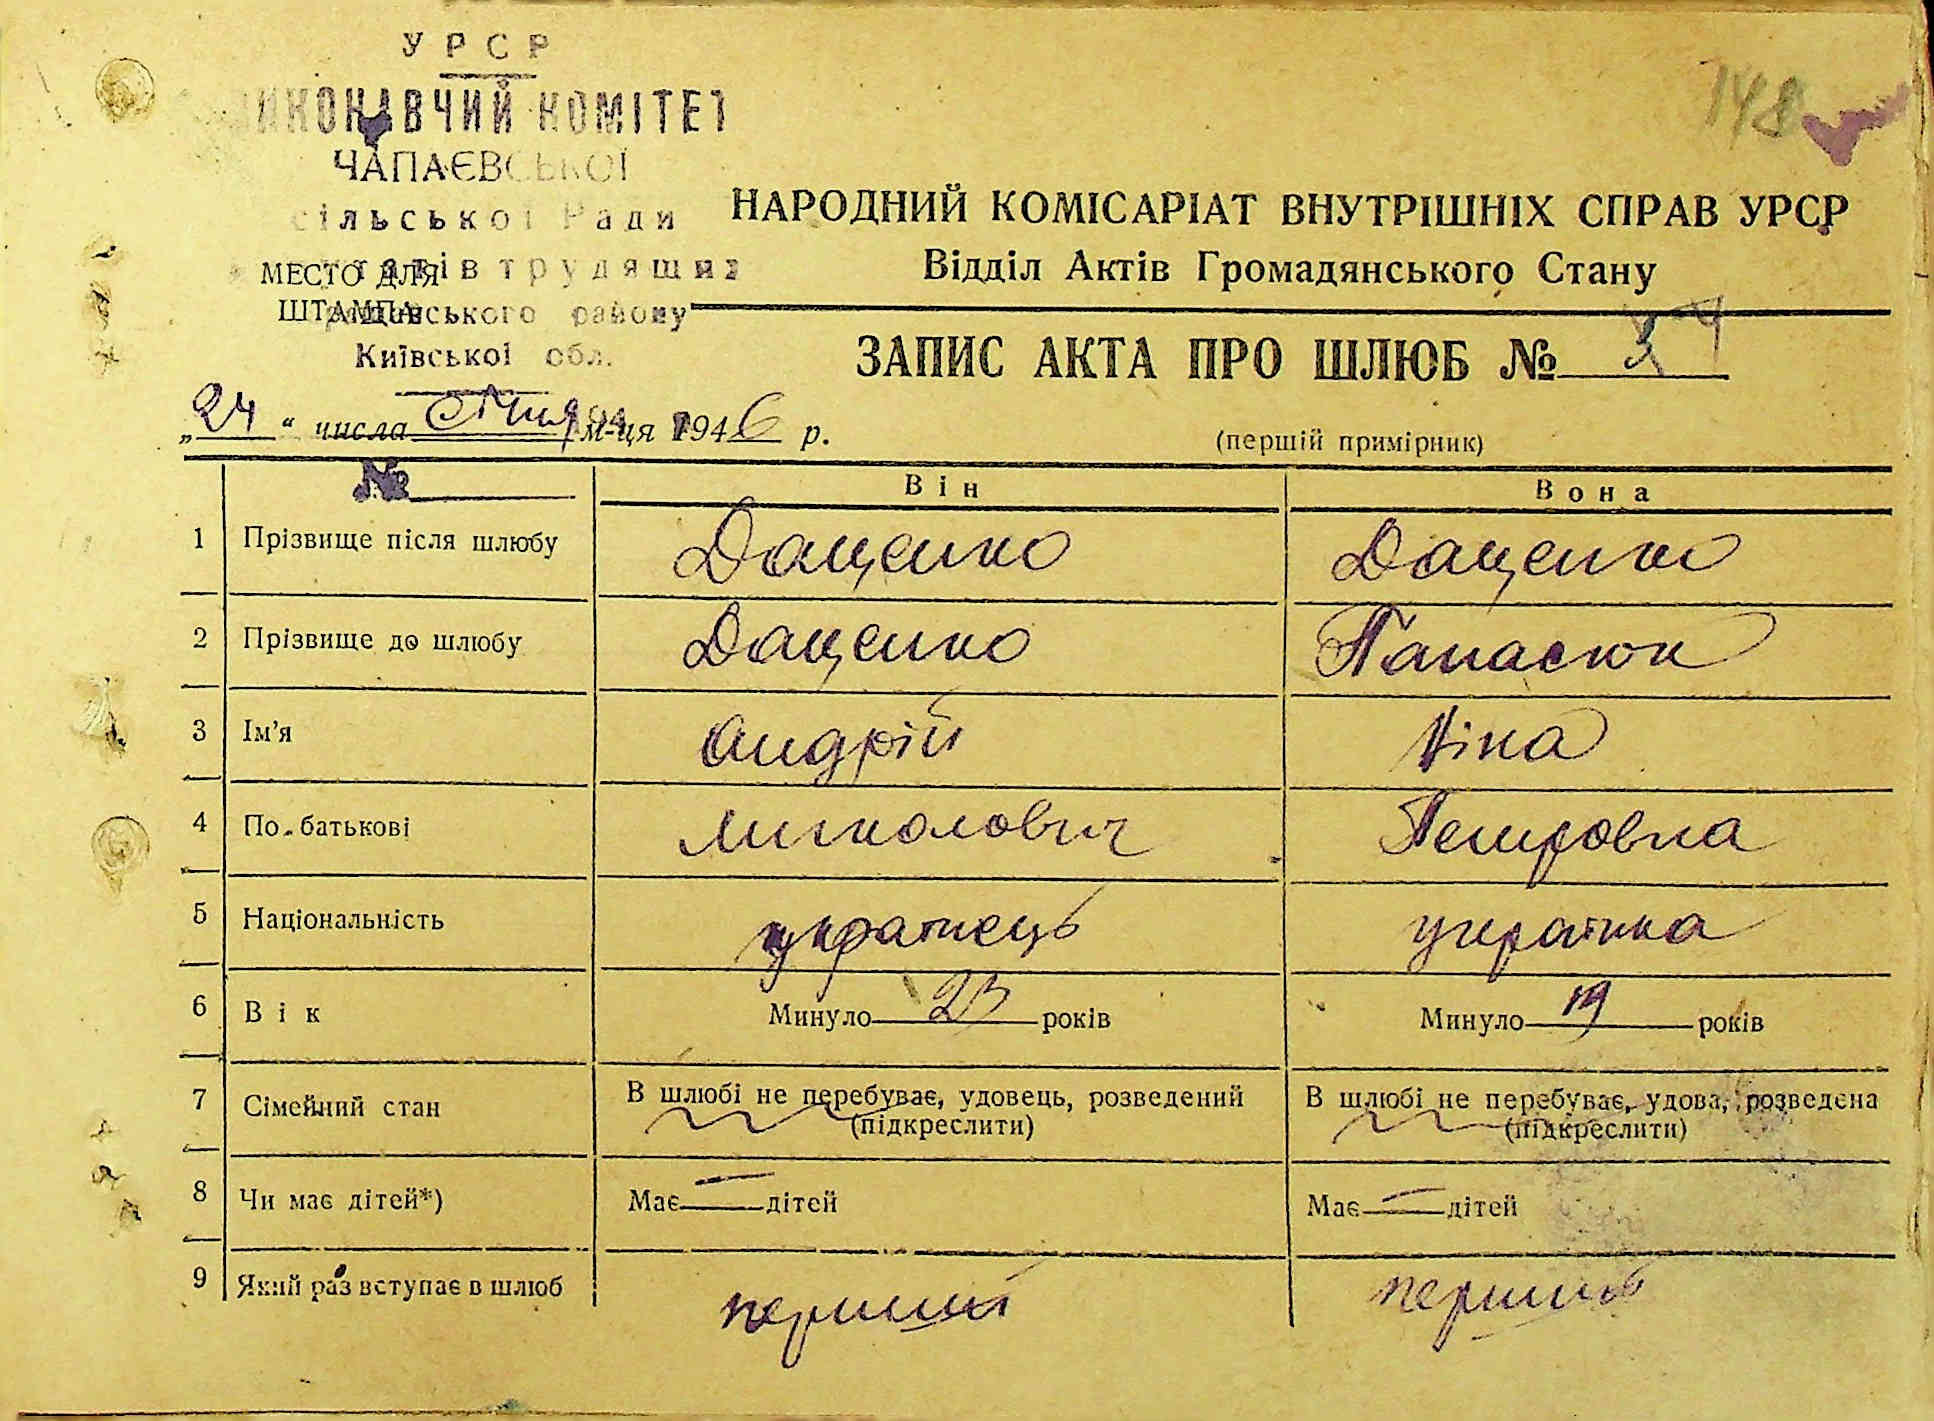 УРСР
ВИКОНАВЧИЙ КОМІТЕТ
ЧАПАЄВСЬКОЇ
сільської Ради
трудящих
ського району
Київської обл.
148
МЕСТО ДЛЯ
ШТАМПА
НАРОДНИЙ КОМІСАРІАТ ВНУТРІШНІХ СПРАВ УРСР
Відділ Актів Громадянського Стану
ЗАПИС АКТА ПРО ШЛЮБ №
„24“ числа січня м-ця 1946 р.
(першій примірник)
№
Він Вона
1 Прізвище після шлюбу Даценко Даценко
2 Прізвище до шлюбу Даценко Панасюк
3 Ім’я Андрій Ніна
4 По-батькові Миколович Петровна
5 Національність українець українка
6 Вік Минуло 23 років Минуло 19 років
7 Сімейний стан В шлюбі не перебуває, удовець, розведений (підкреслити) В шлюбі не перебуває, удова, розведена (підкреслити)
8 Чи має дітей*) Має — дітей Має — дітей
9 Який раз вступає в шлюб перший перший